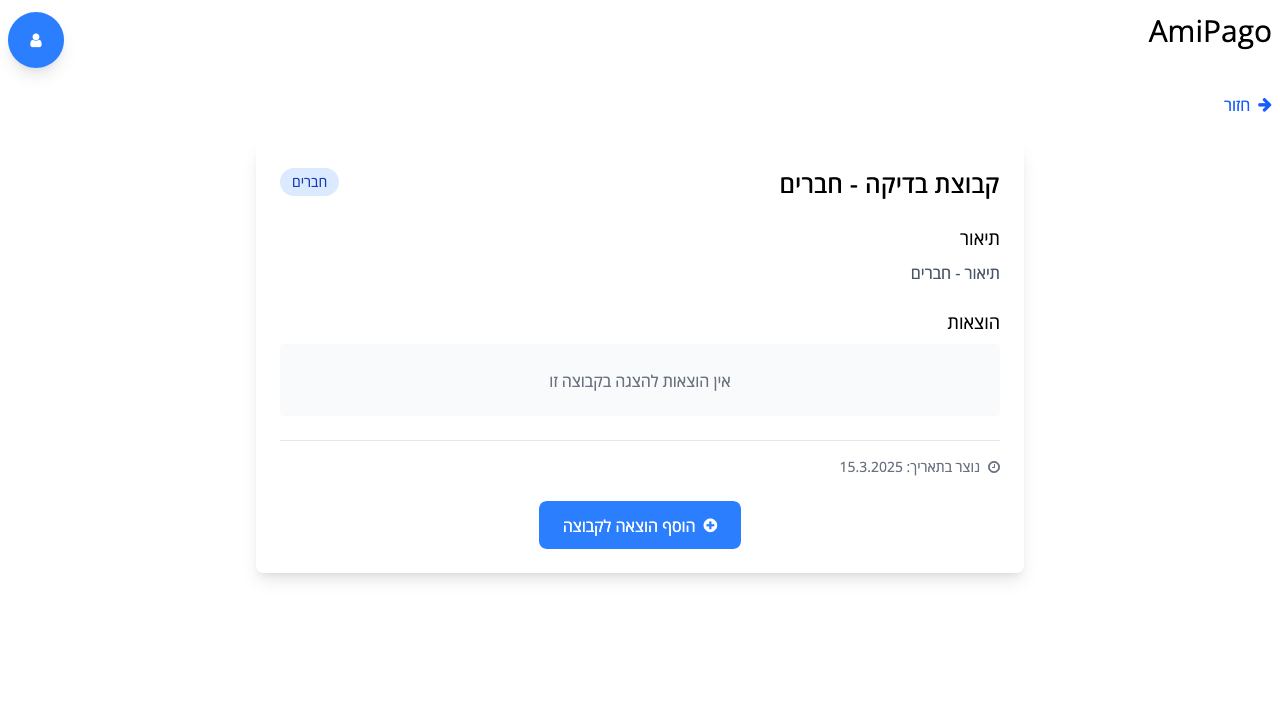 AmiPago
חזור
קבוצת בדיקה - חברים
חברים
תיאור
תיאור - חברים
הוצאות
אין הוצאות להצגה בקבוצה זו
נוצר בתאריך: 15.3.2025
הוסף הוצאה לקבוצה